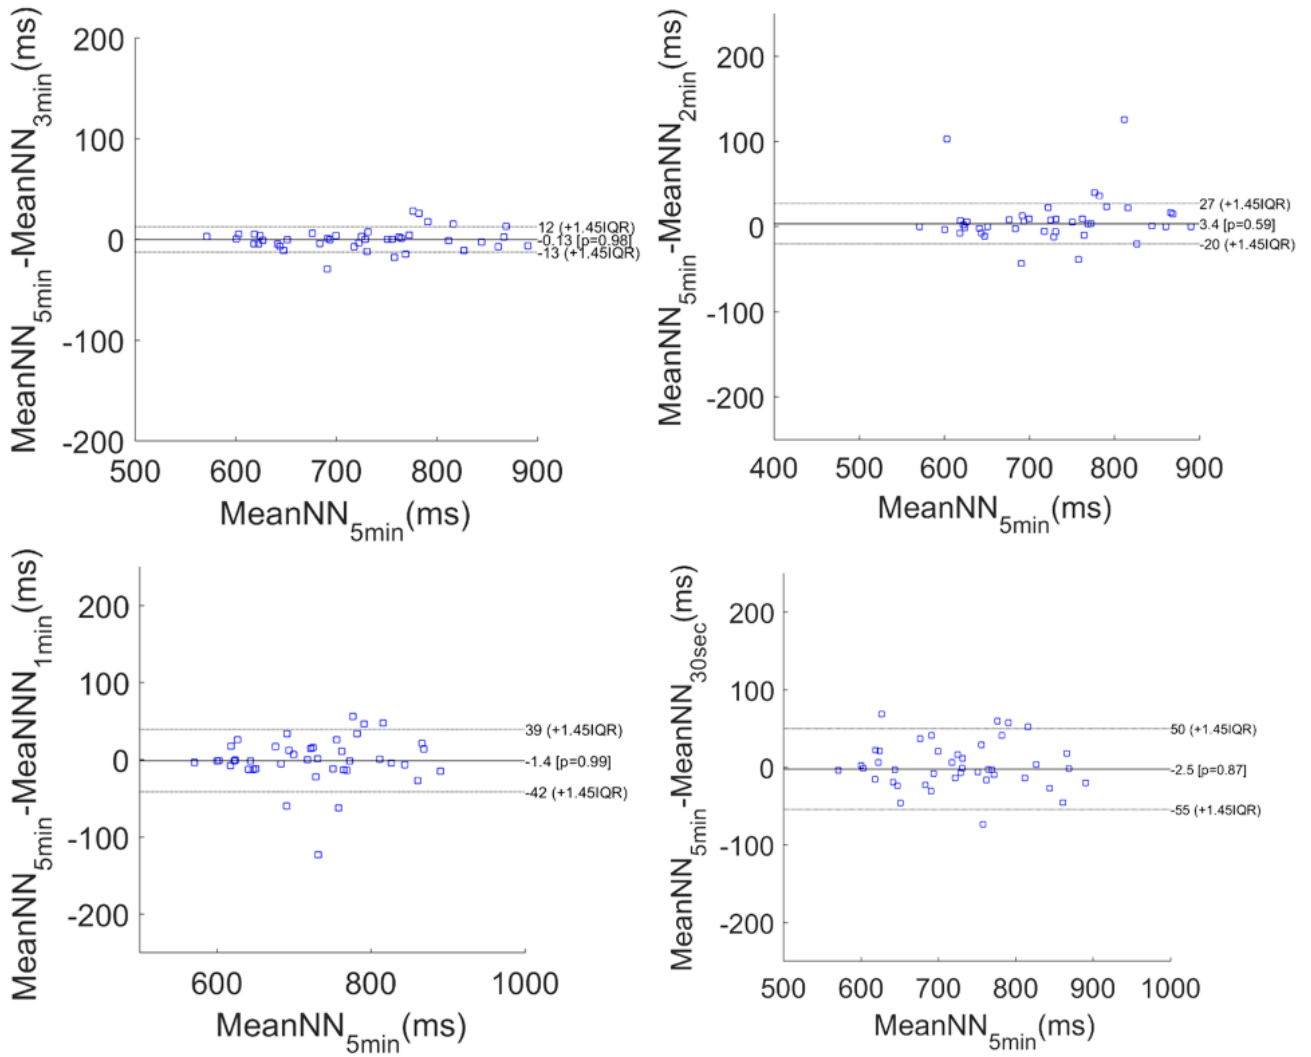 MeanNN5min-MeanNN3min(ms)
200
100
0
-100
-200
12 (+1.45IQR)
-0.13 [p=0.98]
-13 (+1.45IQR)
500 600 700 800 900
MeanNN5min(ms)
MeanNN5min-MeanNN2min(ms)
200
100
0
-100
-200
27 (+1.45IQR)
3.4 [p=0.59]
-20 (+1.45IQR)
400 500 600 700 800 900
MeanNN5min(ms)
MeanNN5min-MeanNN1min(ms)
200
100
0
-100
-200
39 (+1.45IQR)
-1.4 [p=0.99]
-42 (+1.45IQR)
600 800 1000
MeanNN5min(ms)
MeanNN5min-MeanNN30sec(ms)
200
100
0
-100
-200
50 (+1.45IQR)
-2.5 [p=0.87]
-55 (+1.45IQR)
500 600 700 800 900 1000
MeanNN5min(ms)